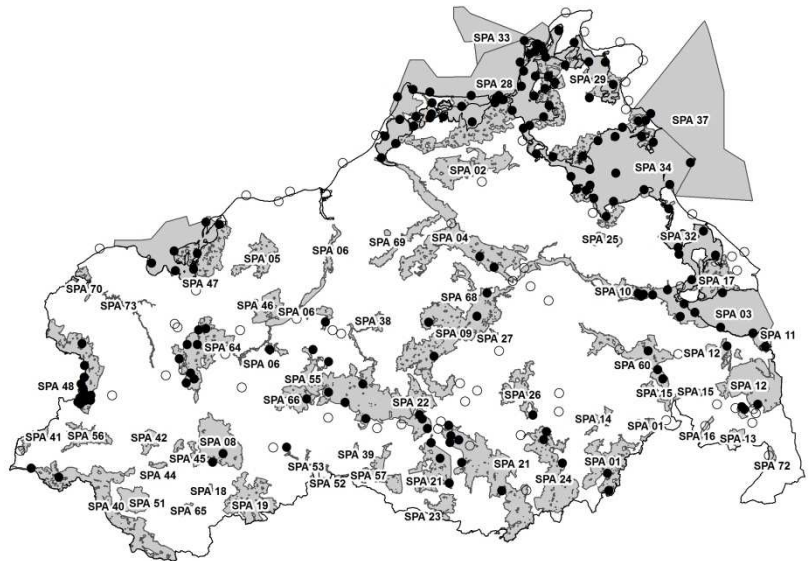 SPA 33
SPA 28
SPA 29
SPA 37
SPA 02
SPA 34
SPA 06
SPA 69
SPA 04
SPA 25
SPA 32
SPA 05
SPA 47
SPA 70
SPA 73
SPA 46
SPA 06
SPA 68
SPA 10
SPA 17
SPA 03
SPA 38
SPA 09
SPA 27
SPA 11
SPA 64
SPA 06
SPA 12
SPA 60
SPA 48
SPA 55
SPA 66
SPA 26
SPA 15
SPA 15
SPA 12
SPA 22
SPA 14
SPA 01
SPA 16
SPA 13
SPA 41
SPA 56
SPA 42
SPA 08
SPA 45
SPA 39
SPA 44
SPA 53
SPA 21
SPA 01
SPA 72
SPA 52
SPA 57
SPA 21
SPA 24
SPA 18
SPA 40
SPA 51
SPA 65
SPA 19
SPA 23